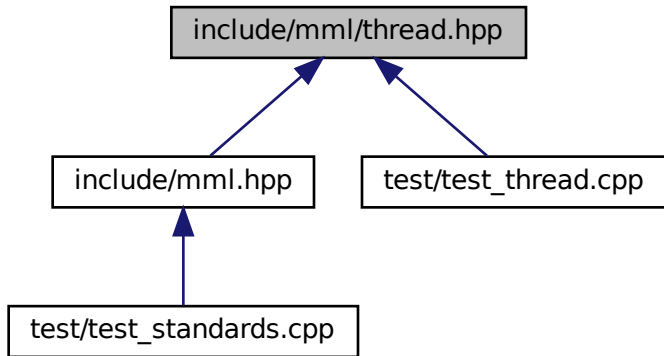 include/mml/thread.hpp
include/mml.hpp
test/test_thread.cpp
test/test_standards.cpp